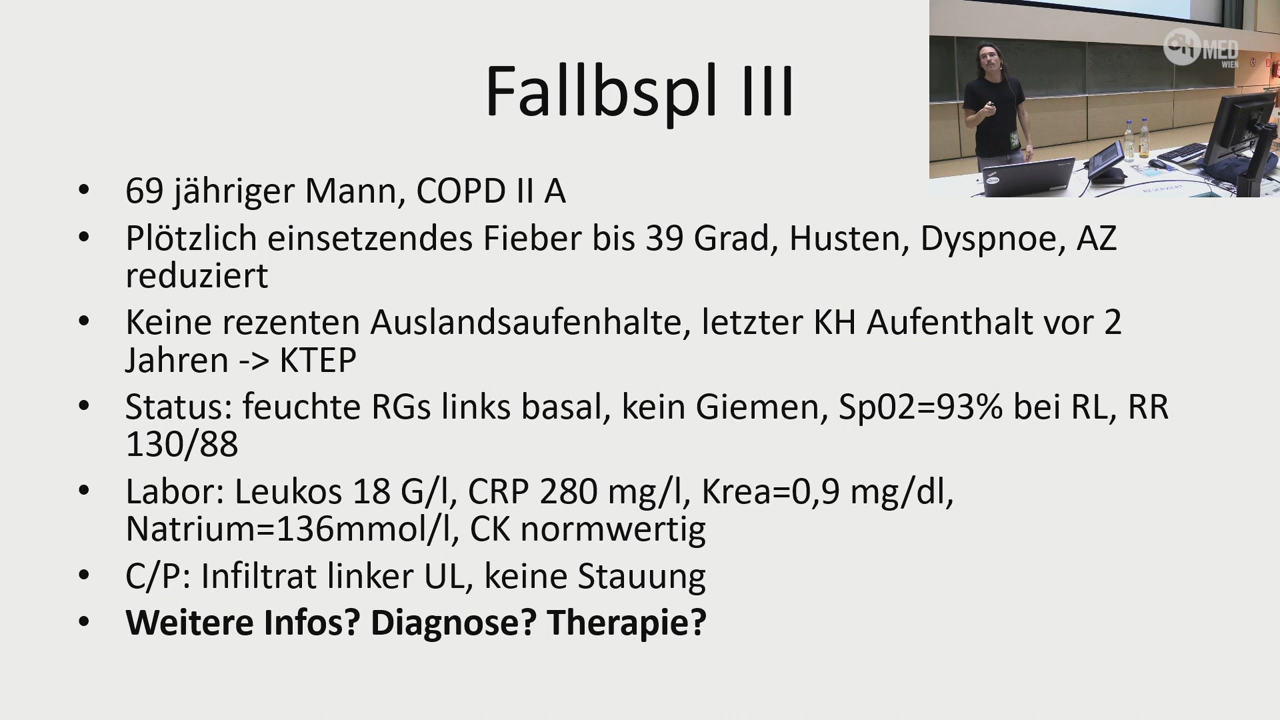 Fallbspl III
• 69 jähriger Mann, COPD II A
• Plötzlich einsetzendes Fieber bis 39 Grad, Husten, Dyspnoe, AZ
reduziert
• Keine rezenten Auslandsaufenhalte, letzter KH Aufenthalt vor 2
Jahren -> KTEP
• Status: feuchte RGs links basal, kein Giemen, Sp02=93% bei RL, RR
130/88
• Labor: Leukos 18 G/l, CRP 280 mg/l, Krea=0,9 mg/dl,
Natrium=136mmol/l, CK normwertig
• C/P: Infiltrat linker UL, keine Stauung
• Weitere Infos? Diagnose? Therapie?
MED
WIEN